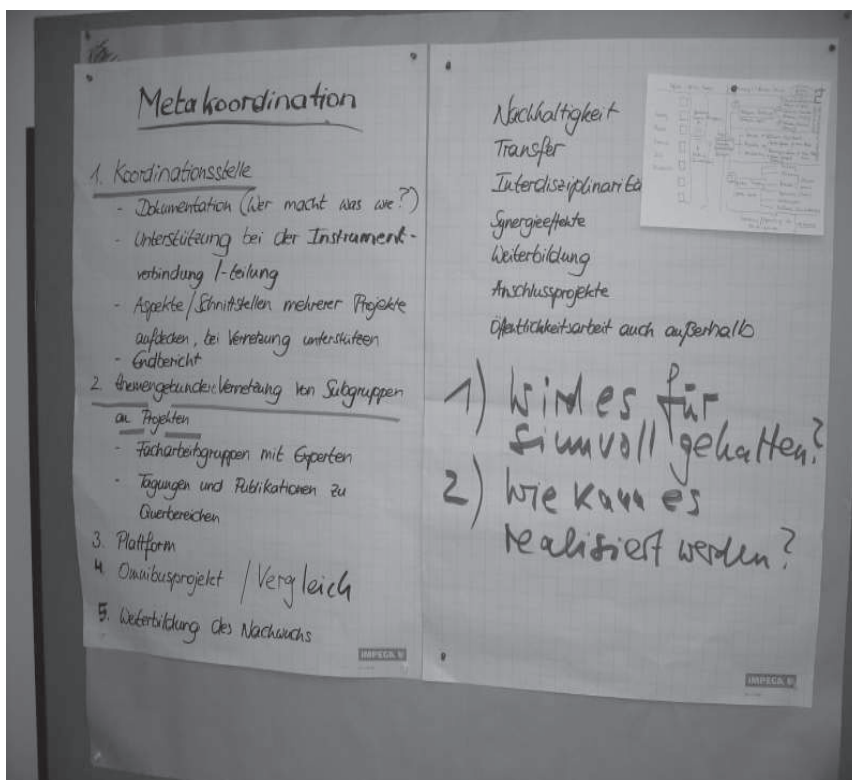 Metakoordination
1. Koordinationsstelle
- Dokumentation (Wer macht was wie?)
- Unterstützung bei der Instrument-
verbindung /-teilung
- Aspekte/Schnittstellen mehrerer Projekte
aufdecken, bei Vernetzung unterstützen
- Endbericht
2. themengebundene Vernetzung von Subgruppen
an Projekten
- Facharbeitsgruppen mit Experten
- Tagungen und Publikationen zu
Querbereichen
3. Plattform
4. Omnibusprojekt / Vergleich
5. Weiterbildung des Nachwuchs
IMPEGA
Nachhaltigkeit
Transfer
Interdisziplinaritä
Synergieeffekte
Weiterbildung
Anschlussprojekte
Öffentlichkeitsarbeit auch außerhalb
1) Wird es für
sinnvoll gehalten?
2) Wie kann es
realisiert werden?
IMPEGA